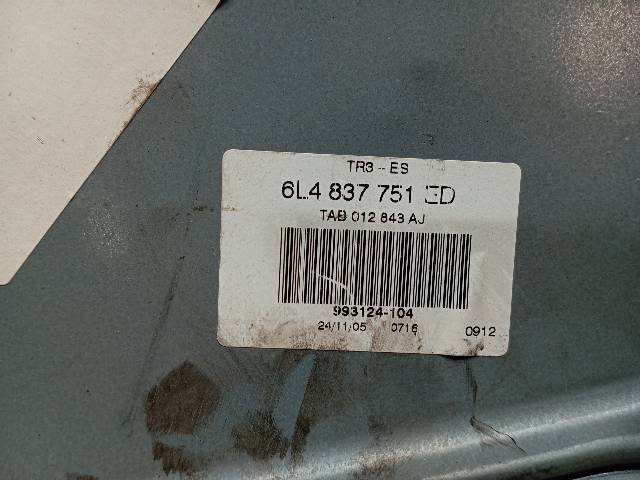 TR3 - ES
6L4 837 751 ED
TAB 012 843 AJ
993124-104
24/11/05 0716 0912